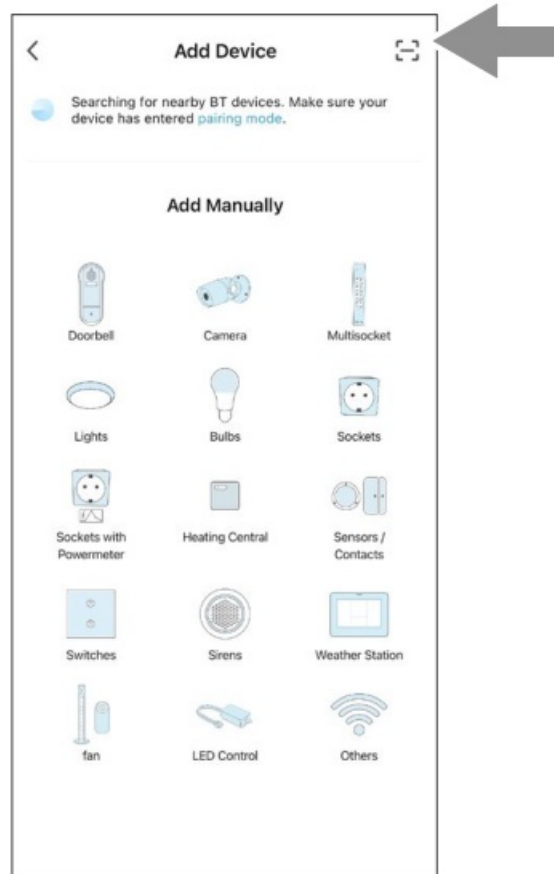 Add Device
Searching for nearby BT devices. Make sure your
device has entered pairing mode.
Add Manually
Doorbell
Camera
Multisocket
Lights
Bulbs
Sockets
Sockets with
Powermeter
Heating Central
Sensors /
Contacts
Switches
Sirens
Weather Station
fan
LED Control
Others